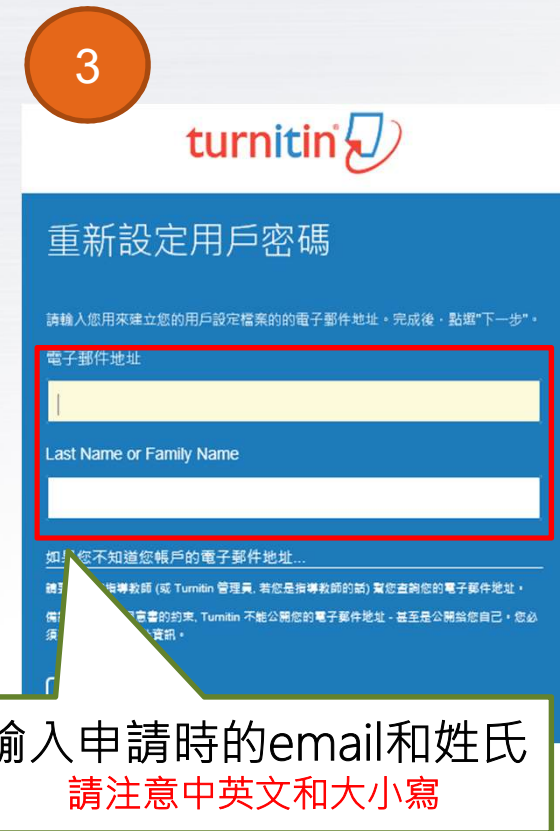 3
turnitin
重新設定用戶密碼
請輸入您用來建立您的用戶設定檔案的的電子郵件地址。完成後，點選"下一步"。
電子郵件地址
Last Name or Family Name
如果您不知道您帳戶的電子郵件地址...
指導教師 (或 Turnitin 管理員, 若您是指導教師的話) 幫您查詢您的電子郵件地址。
意書的約束, Turnitin 不能公開您的電子郵件地址 - 甚至是公開給您自己。您必
須 資訊。
輸入申請時的email和姓氏
請注意中英文和大小寫